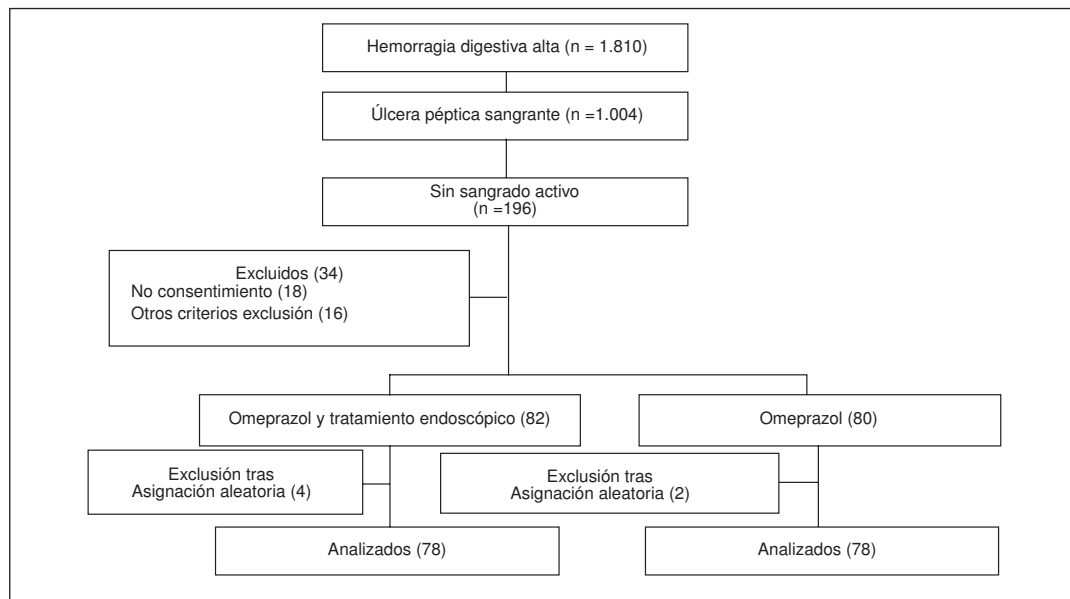 Hemorragia digestiva alta (n = 1.810)
Úlcera péptica sangrante (n =1.004)
Sin sangrado activo
(n =196)
Excluidos (34)
No consentimiento (18)
Otros criterios exclusión (16)
Omeprazol y tratamiento endoscópico (82)
Omeprazol (80)
Exclusión tras
Asignación aleatoria (4)
Exclusión tras
Asignación aleatoria (2)
Analizados (78)
Analizados (78)